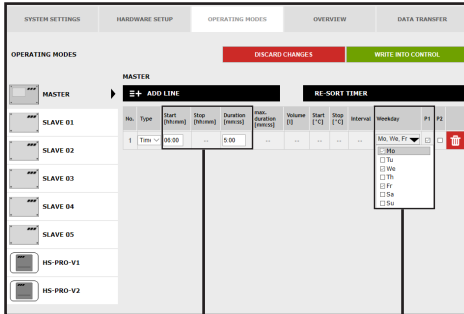 SYSTEM SETTINGS HARDWARE SETUP OPERATING MODES OVERVIEW DATA TRANSFER
OPERATING MODES DISCARD CHANGES WRITE INTO CONTROL
MASTER
MASTER ADD LINE RE-SORT TIMER
No. Type Start [hh:mm] Stop [hh:mm] Duration [mm:ss] max. duration [mm:ss] Volume [l] Start [°C] Stop [°C] Interval Weekday P1 P2
1 Time 06:00 -- 5:00 -- -- -- -- -- Mo, We, Fr
Mo
Tu
We
Th
Fr
Sa
Su
SLAVE 01
SLAVE 02
SLAVE 03
SLAVE 04
SLAVE 05
HS-PRO-V1
HS-PRO-V2